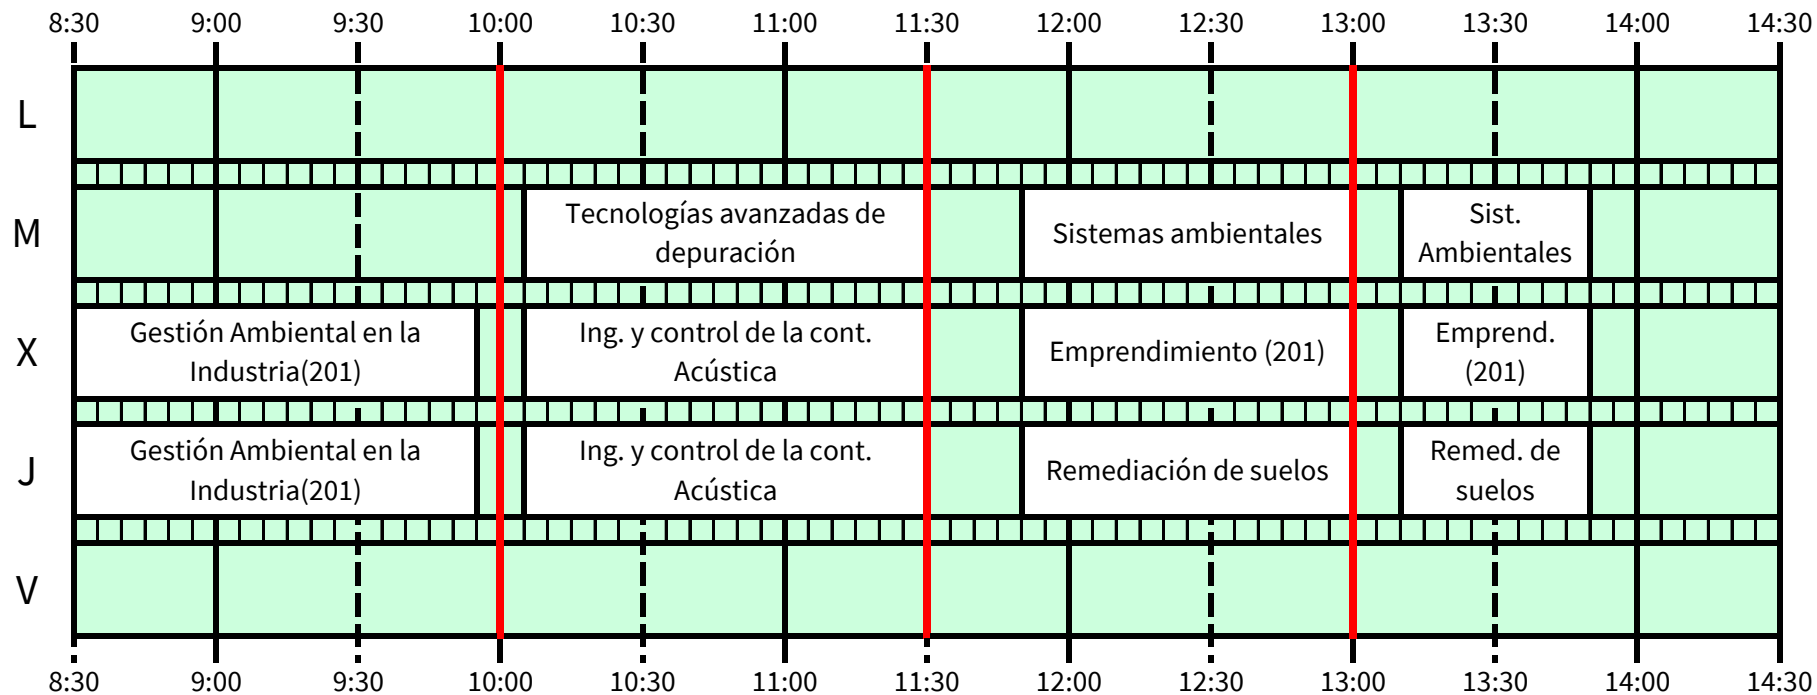 8:30 9:00 9:30 10:00 10:30 11:00 11:30 12:00 12:30 13:00 13:30 14:00 14:30
L
M
Tecnologías avanzadas de
depuración
Sistemas ambientales
Sist.
Ambientales
X
Gestión Ambiental en la
Industria(201)
Ing. y control de la cont.
Acústica
Emprendimiento (201)
Emprend.
(201)
J
Gestión Ambiental en la
Industria(201)
Ing. y control de la cont.
Acústica
Remediación de suelos
Remed. de
suelos
V
8:30 9:00 9:30 10:00 10:30 11:00 11:30 12:00 12:30 13:00 13:30 14:00 14:30